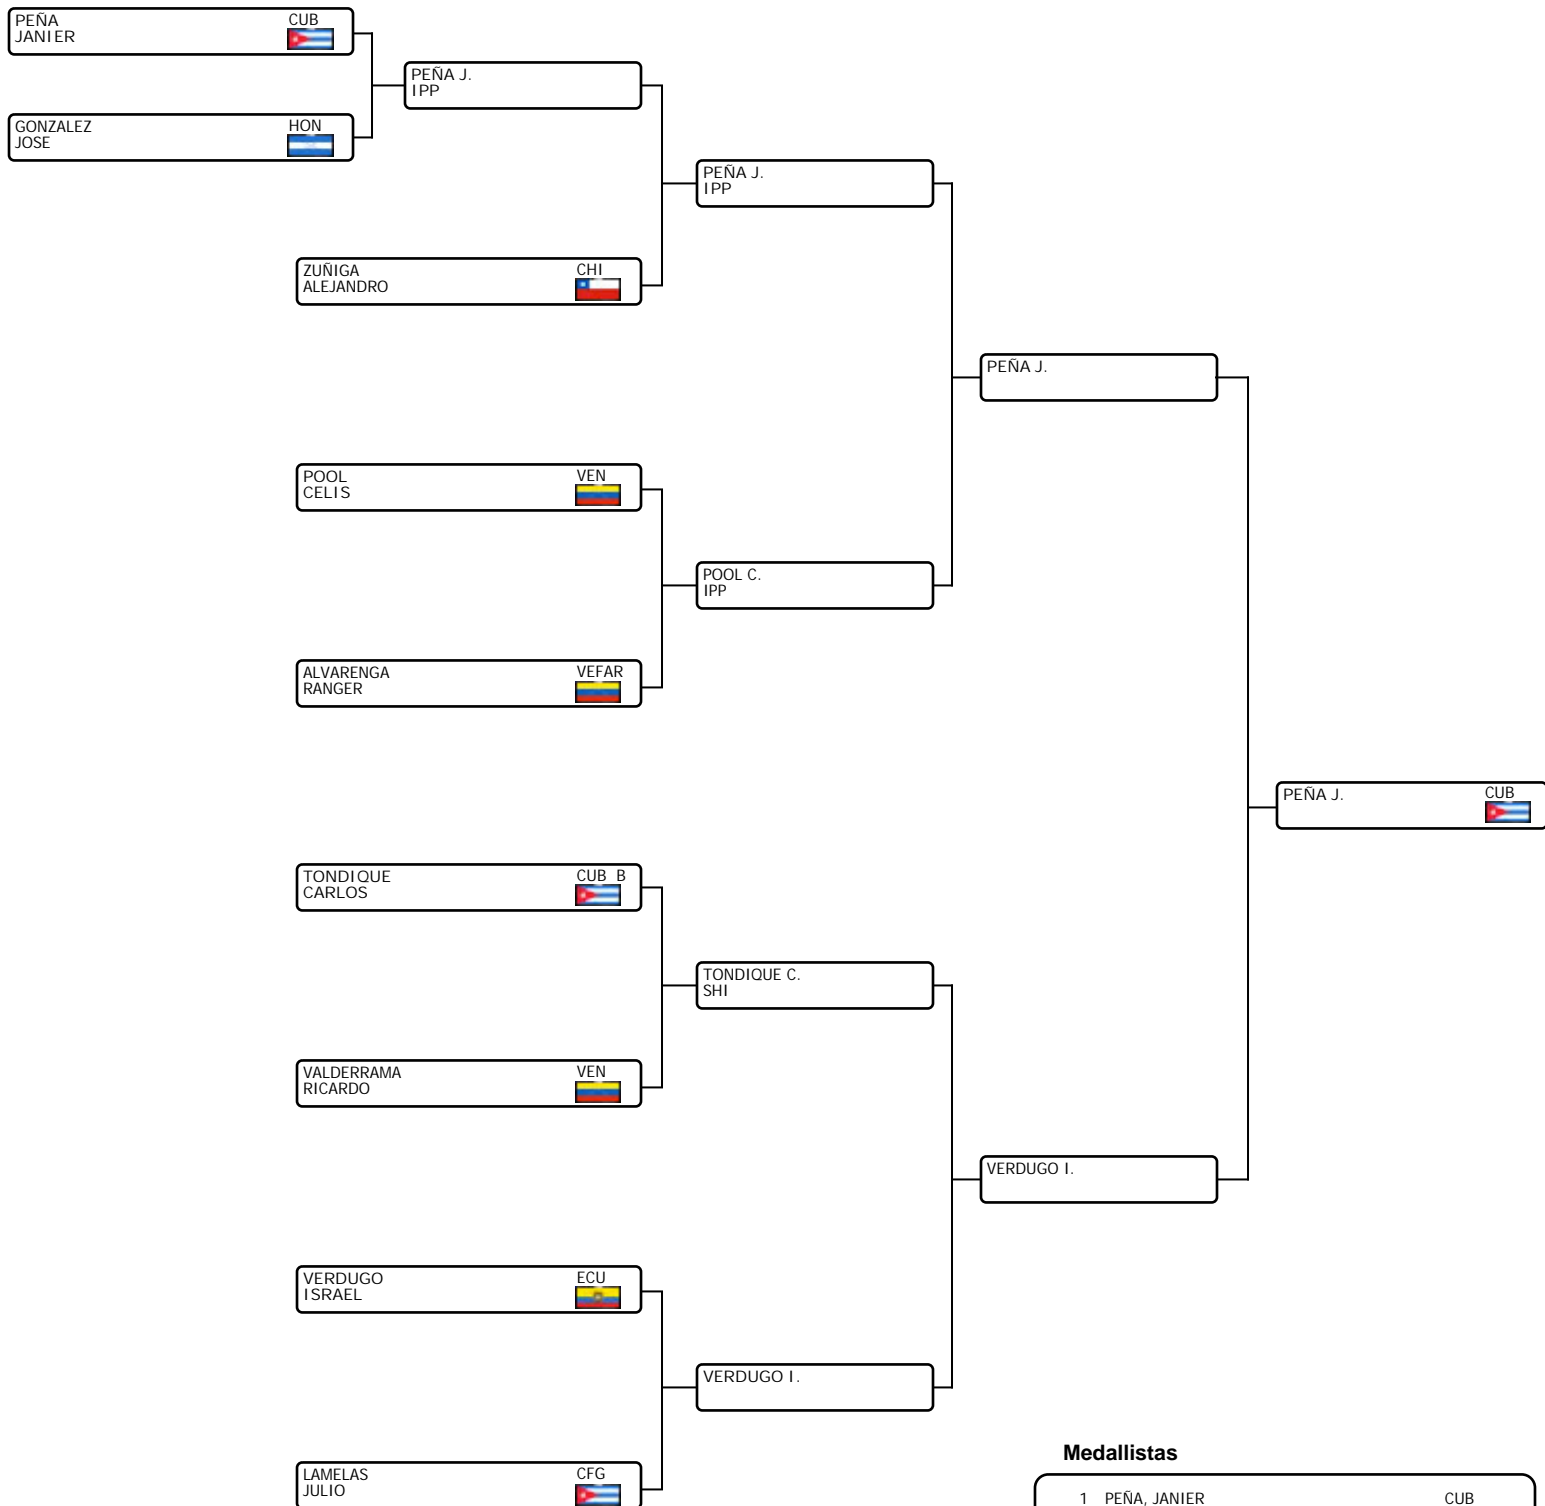 PEÑA CUB
JANIER
GONZALEZ HON
JOSE
PEÑA J.
IPP
ZUÑIGA CHI
ALEJANDRO
PEÑA J.
IPP
POOL VEN
CELIS
ALVARENGA VEFAR
RANGER
POOL C.
IPP
PEÑA J.
TONDIQUE CUB B
CARLOS
VALDERRAMA VEN
RICARDO
TONDIQUE C.
SHI
VERDUGO ECU
ISRAEL
LAMELAS CFG
JULIO
VERDUGO I.
VERDUGO I.
PEÑA J. CUB
Medallistas
1 PEÑA, JANIER CUB